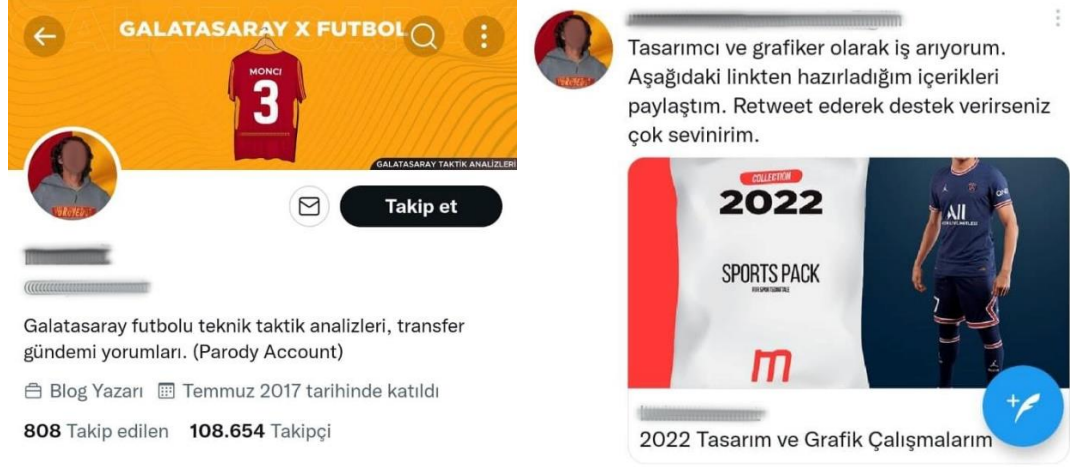 GALATASARAY X FUTBOL
MONCI
3
GALATASARAY TAKTİK ANALİZLERİ
Takip et
Galatasaray futbolu teknik taktik analizleri, transfer
gündemi yorumları. (Parody Account)
Blog Yazarı Temmuz 2017 tarihinde katıldı
808 Takip edilen 108.654 Takipçi
Tasarımcı ve grafiker olarak iş arıyorum.
Aşağıdaki linkten hazırladığım içerikleri
paylaştım. Retweet ederek destek verirseniz
çok sevinirim.
COLLECTION
2022
SPORTS PACK
m
All
2022 Tasarım ve Grafik Çalışmalarım